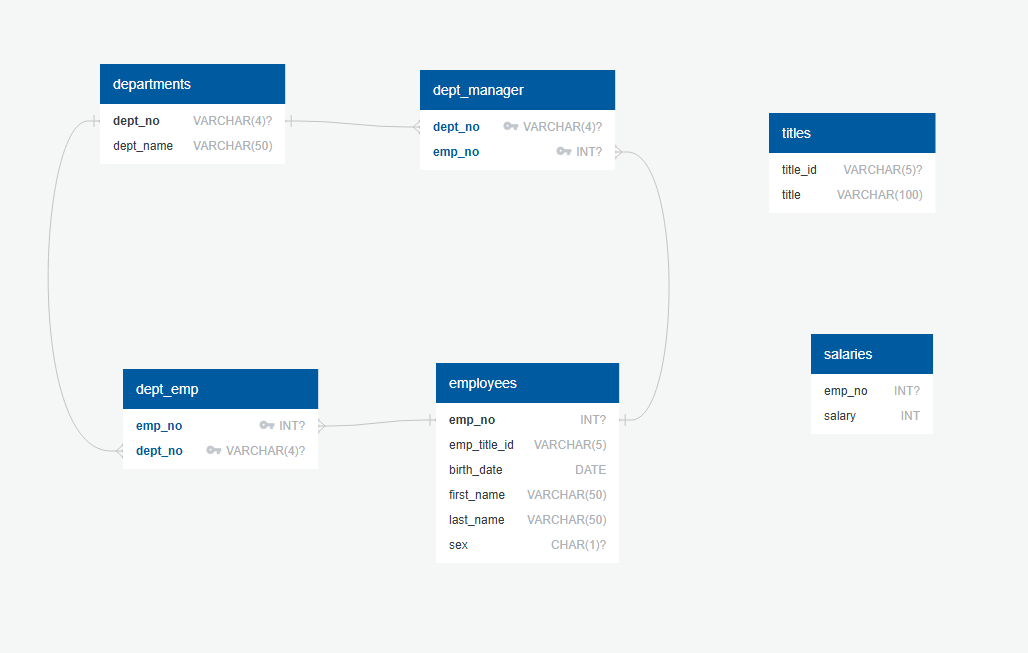 departments
dept_no VARCHAR(4)?
dept_name VARCHAR(50)
dept_manager
dept_no VARCHAR(4)?
emp_no INT?
titles
title_id VARCHAR(5)?
title VARCHAR(100)
dept_emp
emp_no INT?
dept_no VARCHAR(4)?
employees
emp_no INT?
emp_title_id VARCHAR(5)
birth_date DATE
first_name VARCHAR(50)
last_name VARCHAR(50)
sex CHAR(1)?
salaries
emp_no INT?
salary INT